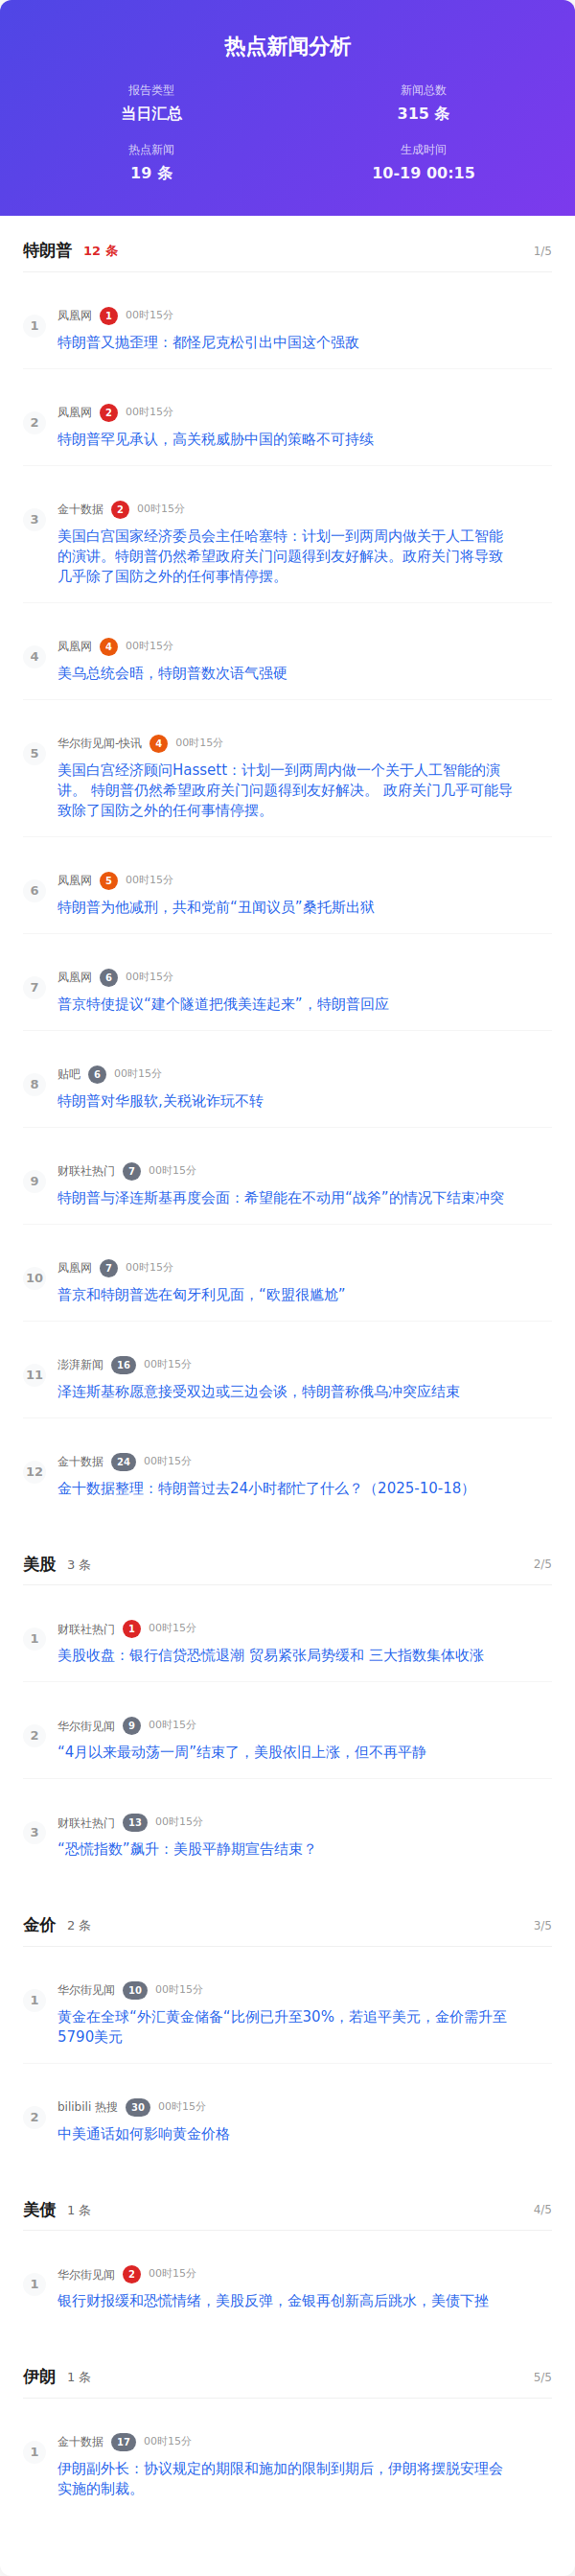 热点新闻分析
报告类型
新闻总数
当日汇总
315 条
热点新闻
生成时间
19 条
10-19 00:15
特朗普 12 条 1/5
1
凤凰网 1 00时15分
特朗普又抛歪理：都怪尼克松引出中国这个强敌
2
凤凰网 2 00时15分
特朗普罕见承认，高关税威胁中国的策略不可持续
3
金十数据 2 00时15分
美国白宫国家经济委员会主任哈塞特：计划一到两周内做关于人工智能
的演讲。特朗普仍然希望政府关门问题得到友好解决。政府关门将导致
几乎除了国防之外的任何事情停摆。
4
凤凰网 4 00时15分
美乌总统会晤，特朗普数次语气强硬
5
华尔街见闻-快讯 4 00时15分
美国白宫经济顾问Hassett：计划一到两周内做一个关于人工智能的演
讲。 特朗普仍然希望政府关门问题得到友好解决。 政府关门几乎可能导
致除了国防之外的任何事情停摆。
6
凤凰网 5 00时15分
特朗普为他减刑，共和党前“丑闻议员”桑托斯出狱
7
凤凰网 6 00时15分
普京特使提议“建个隧道把俄美连起来”，特朗普回应
8
贴吧 6 00时15分
特朗普对华服软,关税讹诈玩不转
9
财联社热门 7 00时15分
特朗普与泽连斯基再度会面：希望能在不动用“战斧”的情况下结束冲突
10
凤凰网 7 00时15分
普京和特朗普选在匈牙利见面，“欧盟很尴尬”
11
澎湃新闻 16 00时15分
泽连斯基称愿意接受双边或三边会谈，特朗普称俄乌冲突应结束
12
金十数据 24 00时15分
金十数据整理：特朗普过去24小时都忙了什么？（2025-10-18）
美股 3 条 2/5
1
财联社热门 1 00时15分
美股收盘：银行信贷恐慌退潮 贸易紧张局势缓和 三大指数集体收涨
2
华尔街见闻 9 00时15分
“4月以来最动荡一周”结束了，美股依旧上涨，但不再平静
3
财联社热门 13 00时15分
“恐慌指数”飙升：美股平静期宣告结束？
金价 2 条 3/5
1
华尔街见闻 10 00时15分
黄金在全球“外汇黄金储备“比例已升至30%，若追平美元，金价需升至
5790美元
2
bilibili 热搜 30 00时15分
中美通话如何影响黄金价格
美债 1 条 4/5
1
华尔街见闻 2 00时15分
银行财报缓和恐慌情绪，美股反弹，金银再创新高后跳水，美债下挫
伊朗 1 条 5/5
1
金十数据 17 00时15分
伊朗副外长：协议规定的期限和施加的限制到期后，伊朗将摆脱安理会
实施的制裁。